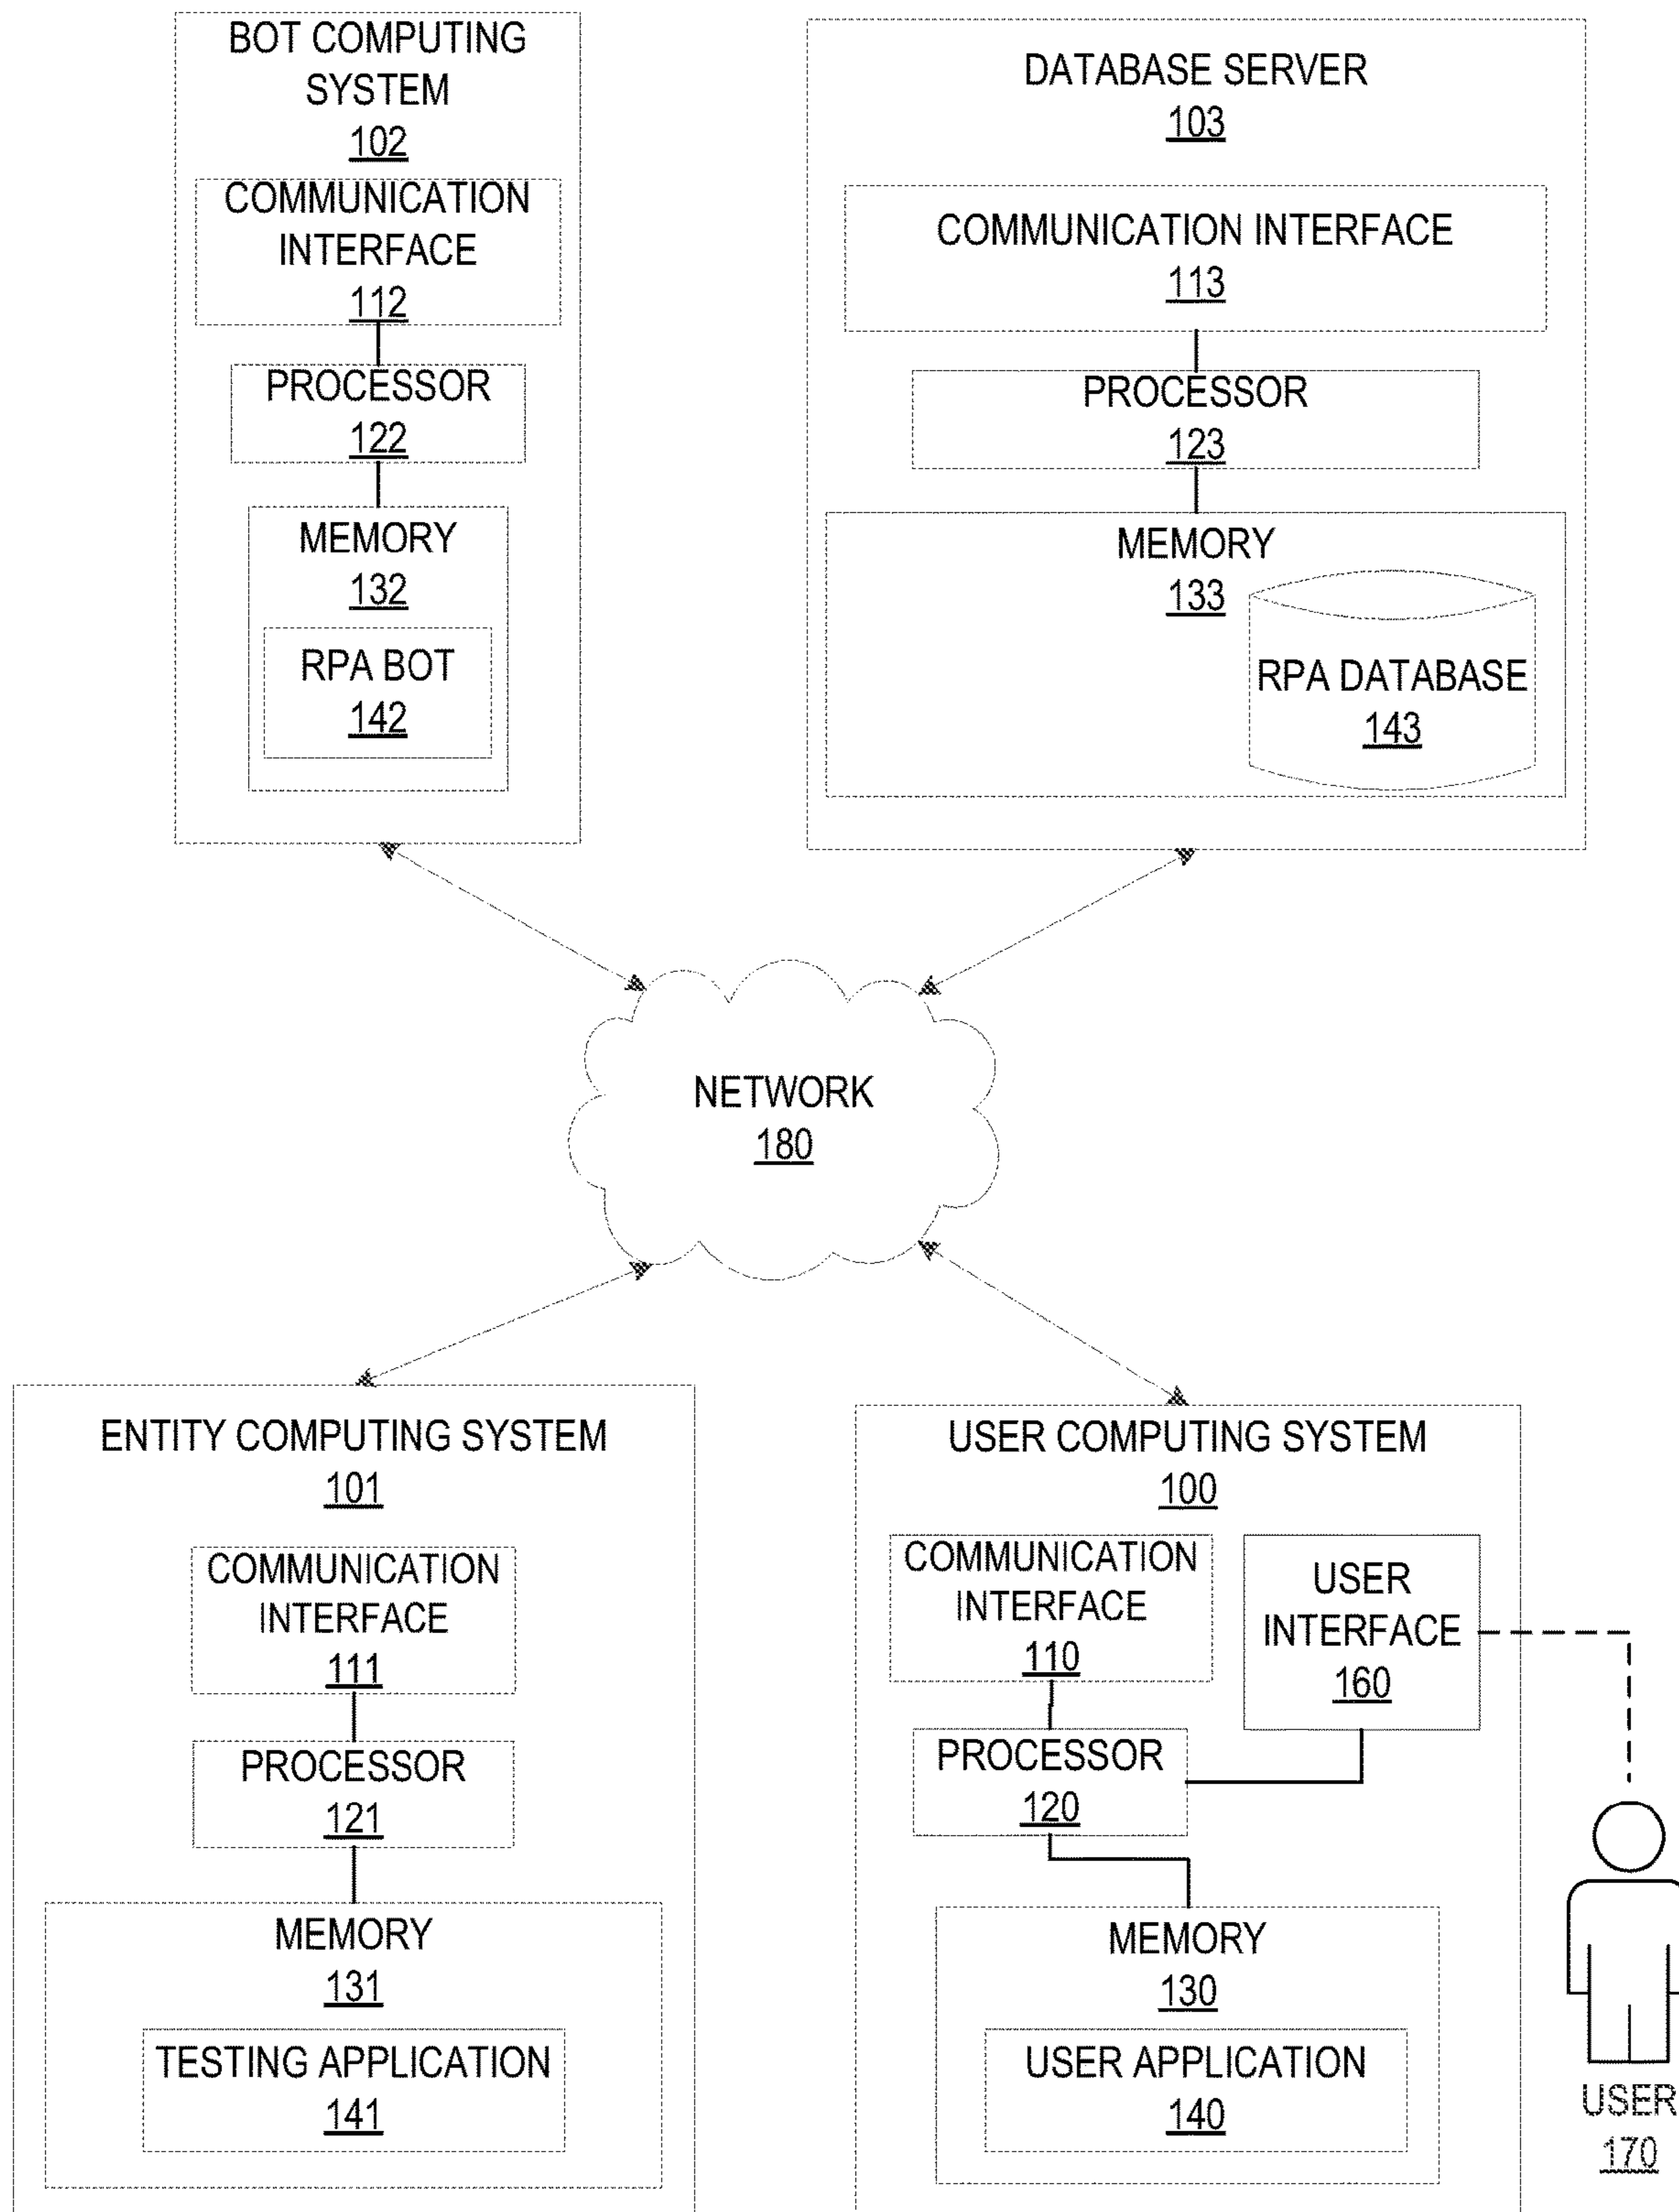 BOT COMPUTING
SYSTEM
102
COMMUNICATION
INTERFACE
112
PROCESSOR
122
MEMORY
132
RPA BOT
142
DATABASE SERVER
103
COMMUNICATION INTERFACE
113
PROCESSOR
123
MEMORY
133
RPA DATABASE
143
NETWORK
180
ENTITY COMPUTING SYSTEM
101
COMMUNICATION
INTERFACE
111
PROCESSOR
121
MEMORY
131
TESTING APPLICATION
141
USER COMPUTING SYSTEM
100
COMMUNICATION
INTERFACE
110
USER
INTERFACE
160
PROCESSOR
120
MEMORY
130
USER APPLICATION
140
USER
170